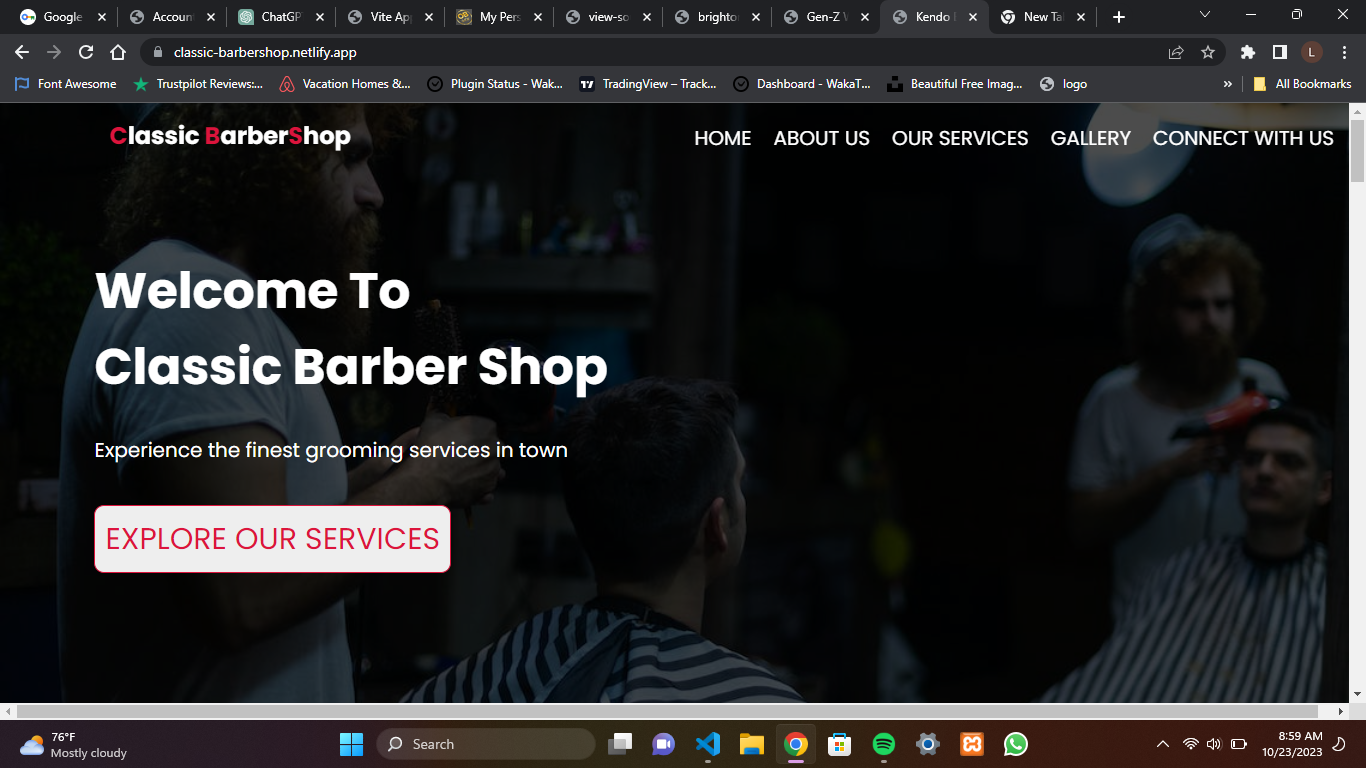 Google
Accoun
ChatGP
Vite Ap
My Pers
view-so
brighto
Gen-Z
Kendo
New Ta
classic-barbershop.netlify.app
L
Font Awesome
Trustpilot Reviews:...
Vacation Homes &...
Plugin Status - Wak...
TradingView – Track...
Dashboard - WakaT...
Beautiful Free Imag...
logo
»
All Bookmarks
Classic BarberShop
HOME
ABOUT US
OUR SERVICES
GALLERY
CONNECT WITH US
Welcome To
Classic Barber Shop
Experience the finest grooming services in town
EXPLORE OUR SERVICES
76°F
Mostly cloudy
Search
8:59 AM
10/23/2023